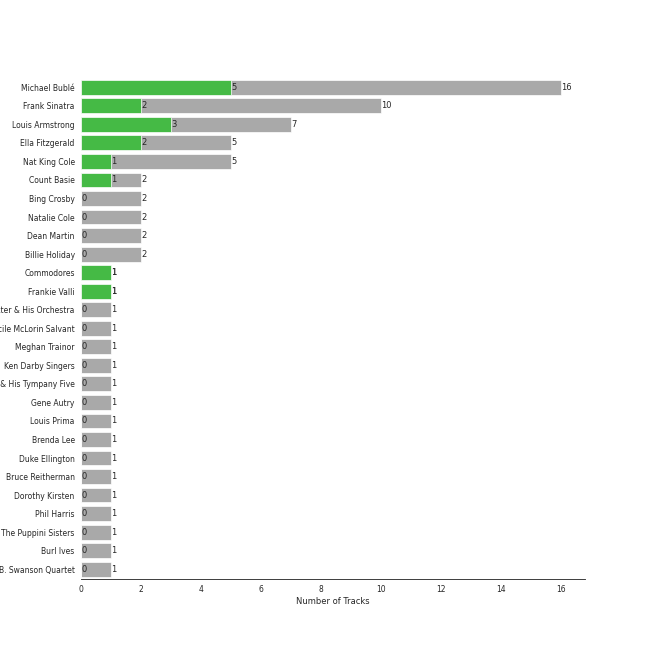 Michael Bublé 5 16
Frank Sinatra 2 10
Louis Armstrong 3 7
Ella Fitzgerald 2 5
Nat King Cole 1 5
Count Basie 1 2
Bing Crosby 0 2
Natalie Cole 0 2
Dean Martin 0 2
Billie Holiday 0 2
Commodores 1 1
Frankie Valli 1 1
& His Orchestra 0 1
McLorin Salvant 0 1
Meghan Trainor 0 1
Ken Darby Singers 0 1
& His Tympany Five 0 1
Gene Autry 0 1
Louis Prima 0 1
Brenda Lee 0 1
Duke Ellington 0 1
Bruce Reitherman 0 1
Dorothy Kirsten 0 1
Phil Harris 0 1
The Puppini Sisters 0 1
Burl Ives 0 1
B. Swanson Quartet 0 1
0 2 4 6 8 10 12 14 16
Number of Tracks